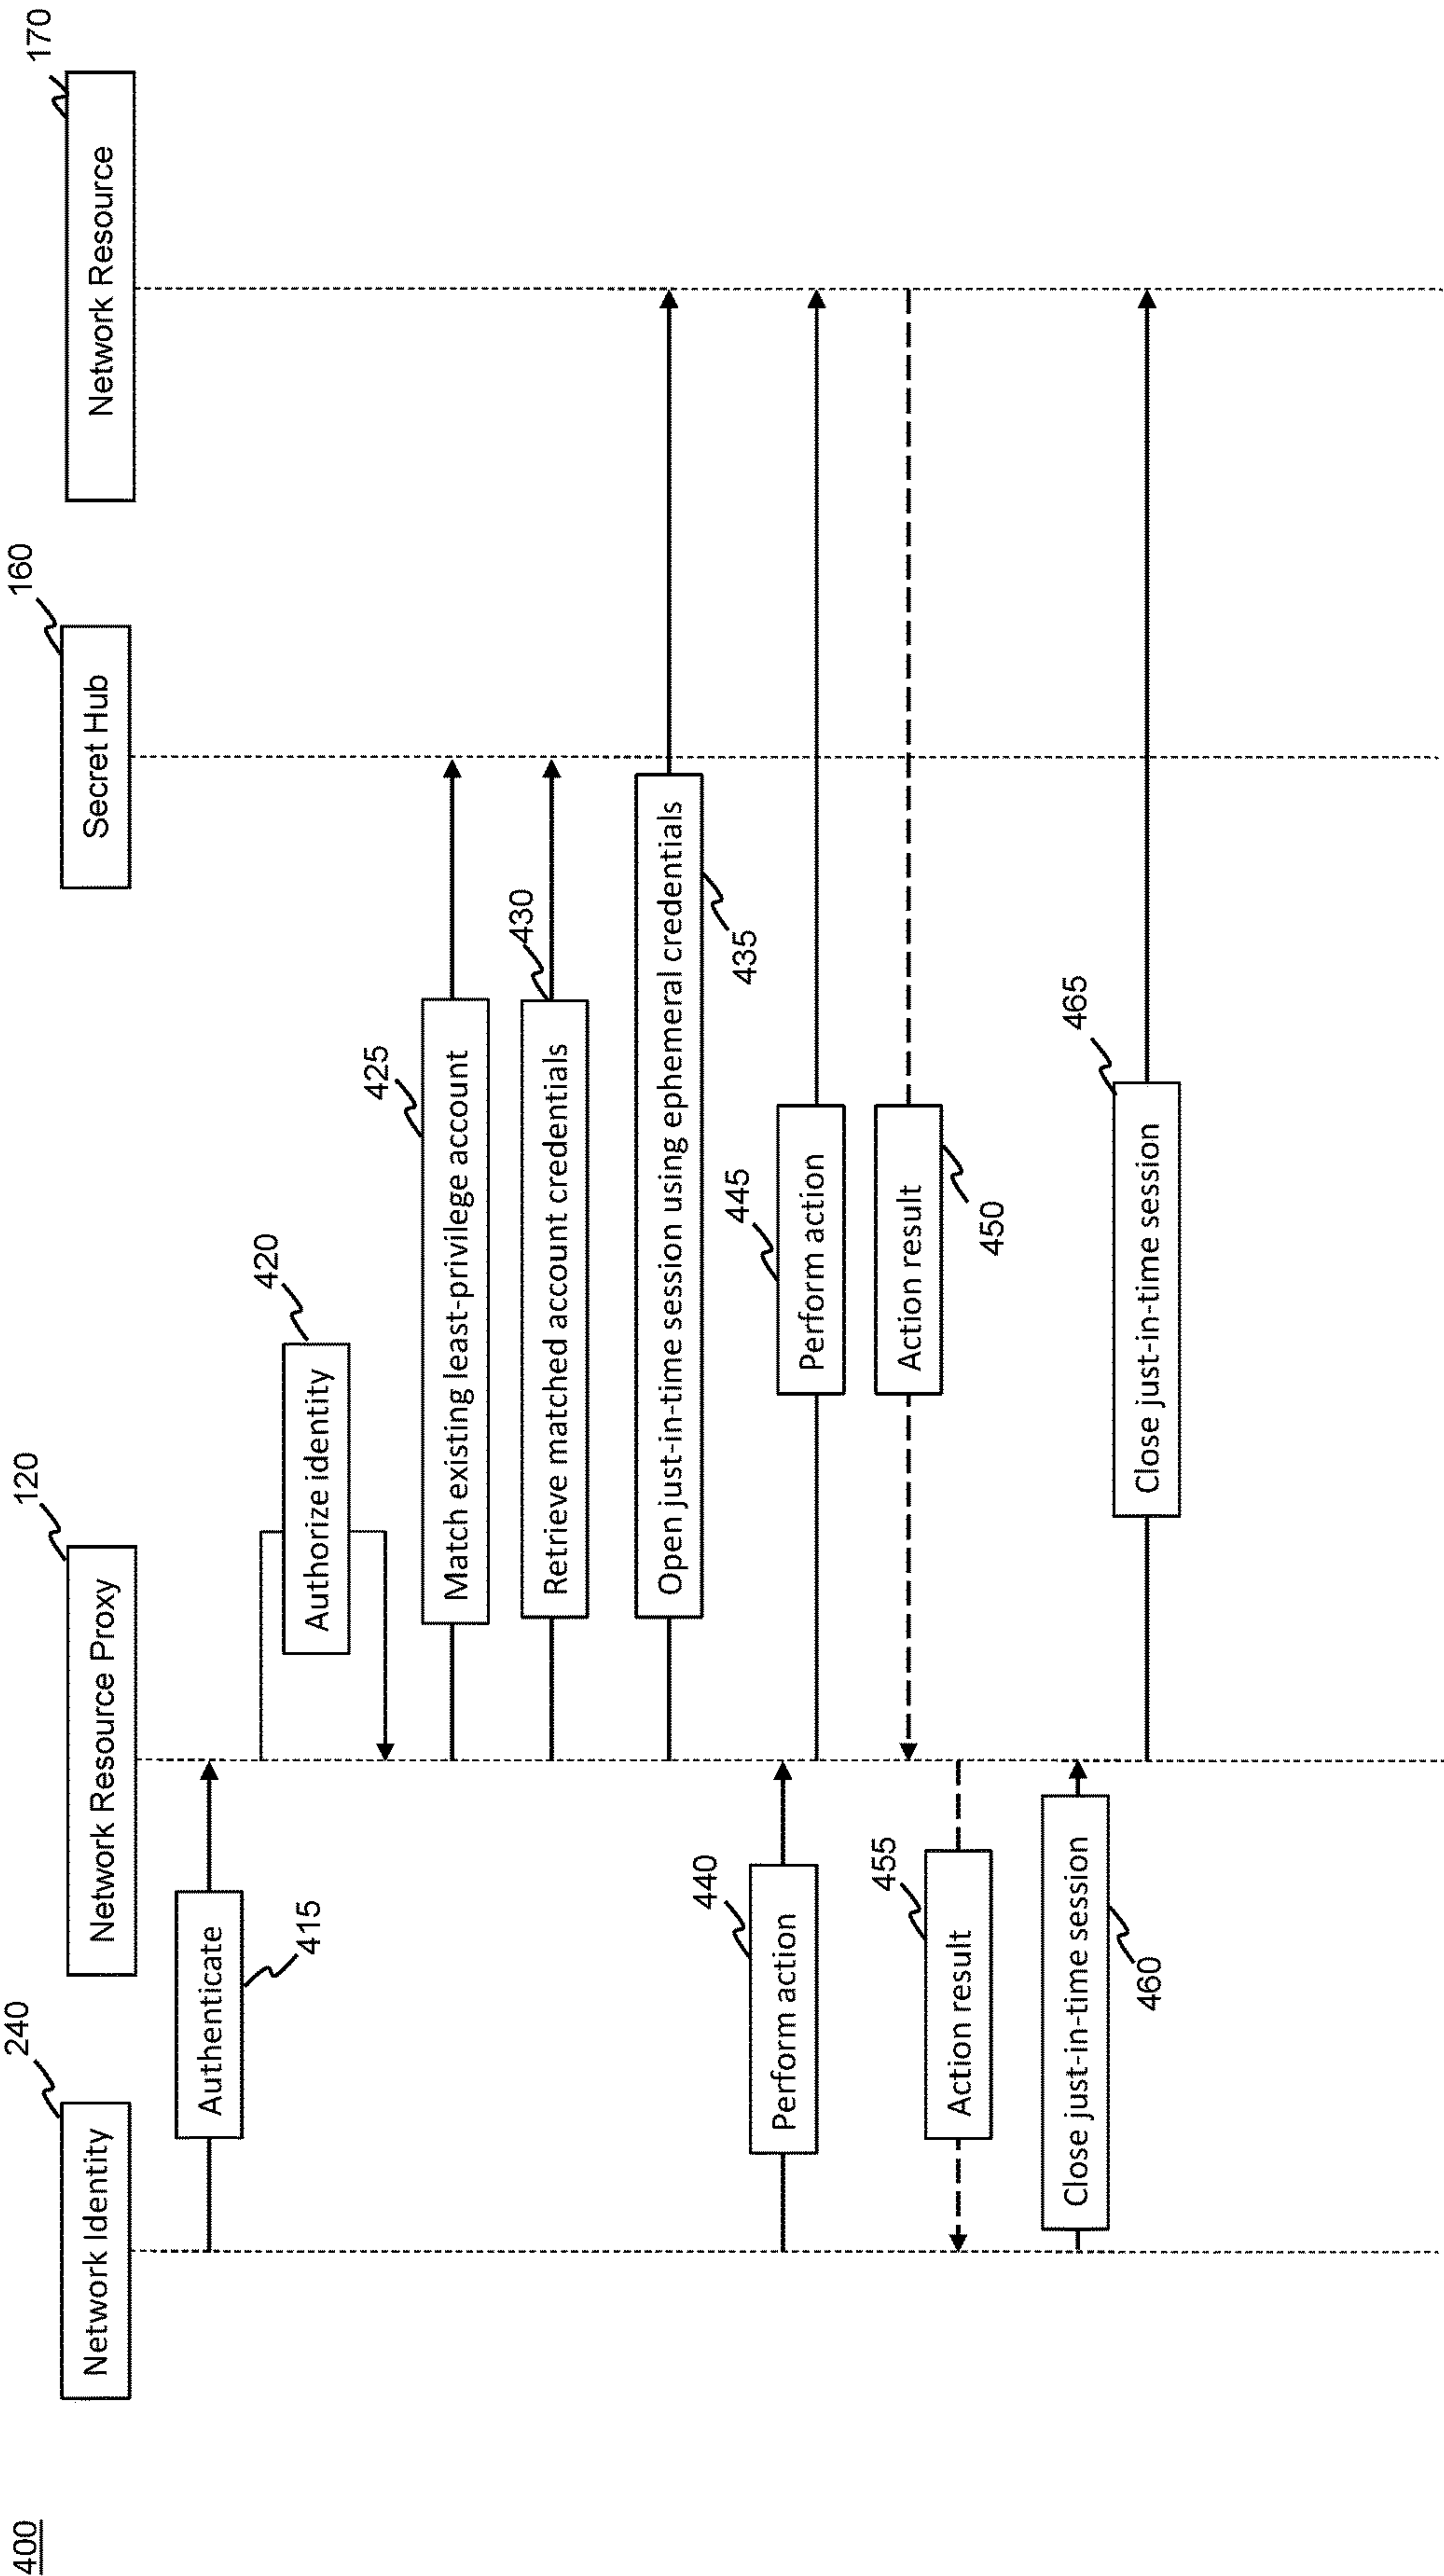 400
240
120
160
170
Network Identity
Network Resource Proxy
Secret Hub
Network Resource
Authenticate
415
420
Authorize identity
425
Match existing least-privilege account
430
Retrieve matched account credentials
Open just-in-time session using ephemeral credentials
435
440
Perform action
445
Perform action
Action result
450
455
Action result
Close just-in-time session
460
465
Close just-in-time session